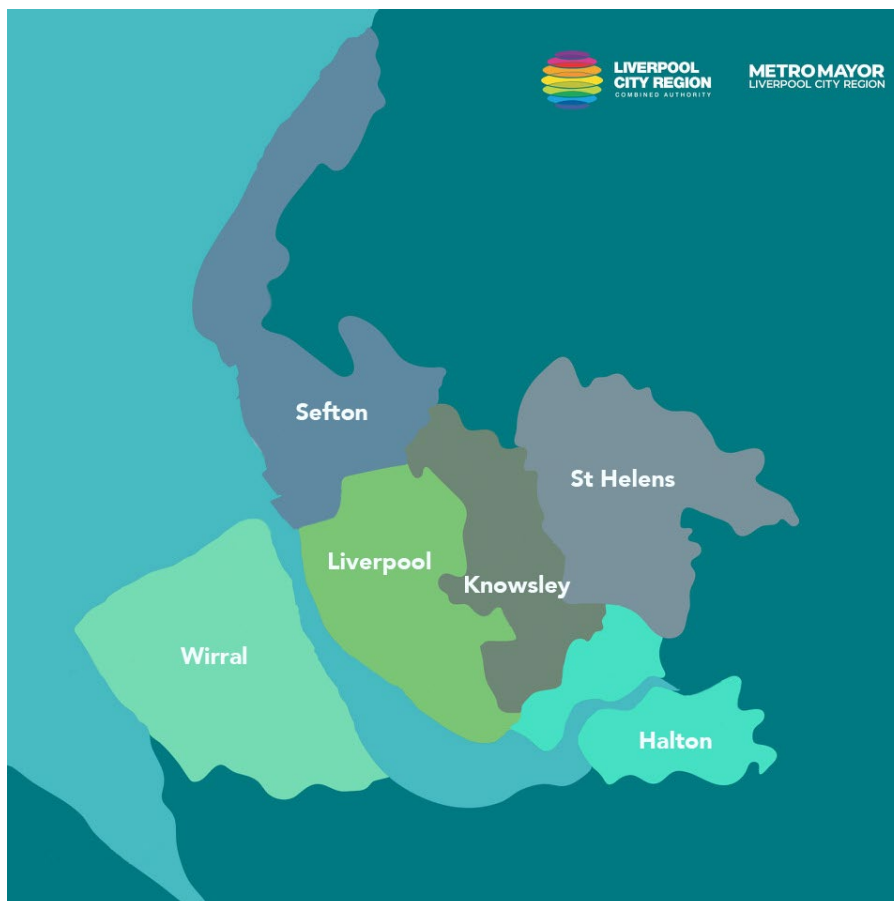 LIVERPOOL
CITY REGION
COMBINED AUTHORITY
METRO MAYOR
LIVERPOOL CITY REGION
Sefton
St Helens
Liverpool
Knowsley
Wirral
Halton